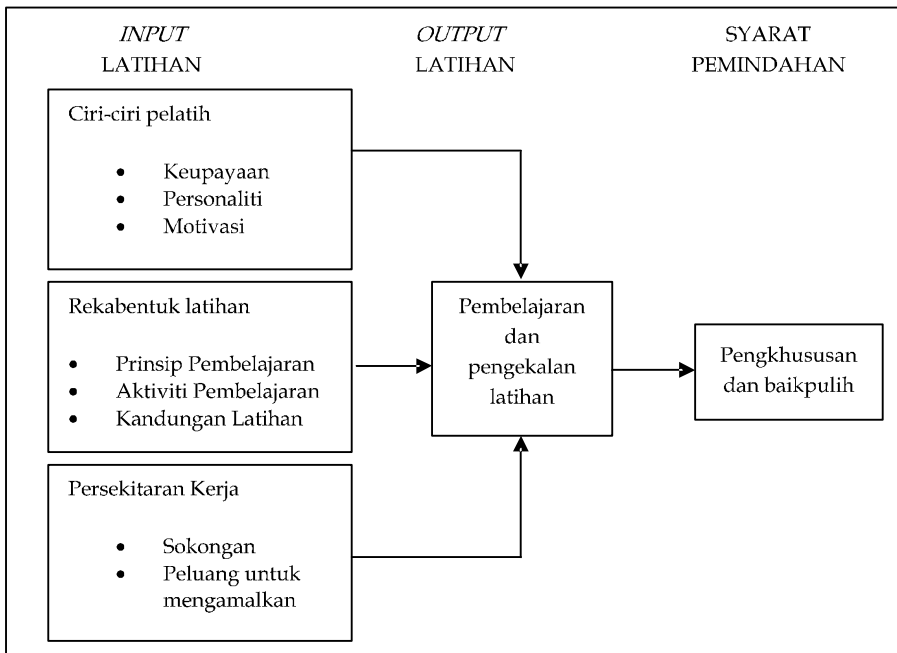 INPUT
LATIHAN
OUTPUT
LATIHAN
SYARAT
PEMINDAHAN
Ciri-ciri pelatih
• Keupayaan
• Personaliti
• Motivasi
Rekabentuk latihan
• Prinsip Pembelajaran
• Aktiviti Pembelajaran
• Kandungan Latihan
Persekitaran Kerja
• Sokongan
• Peluang untuk
mengamalkan
Pembelajaran
dan
pengekalan
latihan
Pengkhususan
dan baikpulih